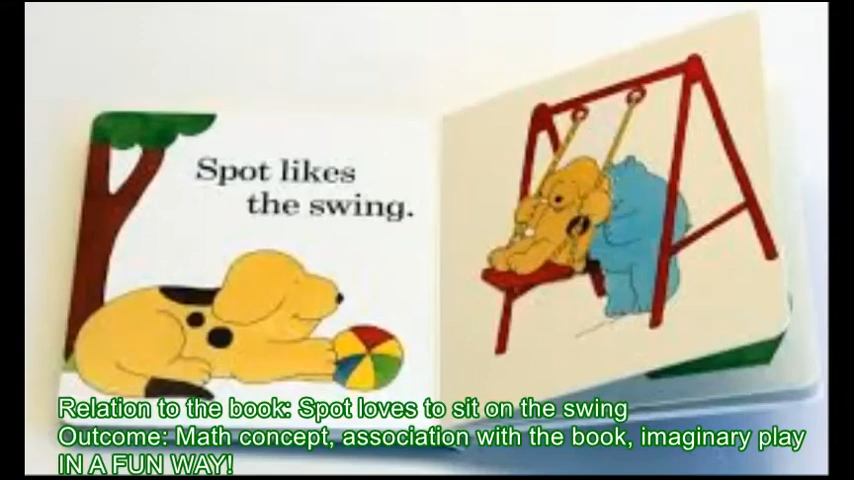 Spot likes
the swing.
Relation to the book: Spot loves to sit on the swing
Outcome: Math concept, association with the book, imaginary play
IN A FUN WAY!